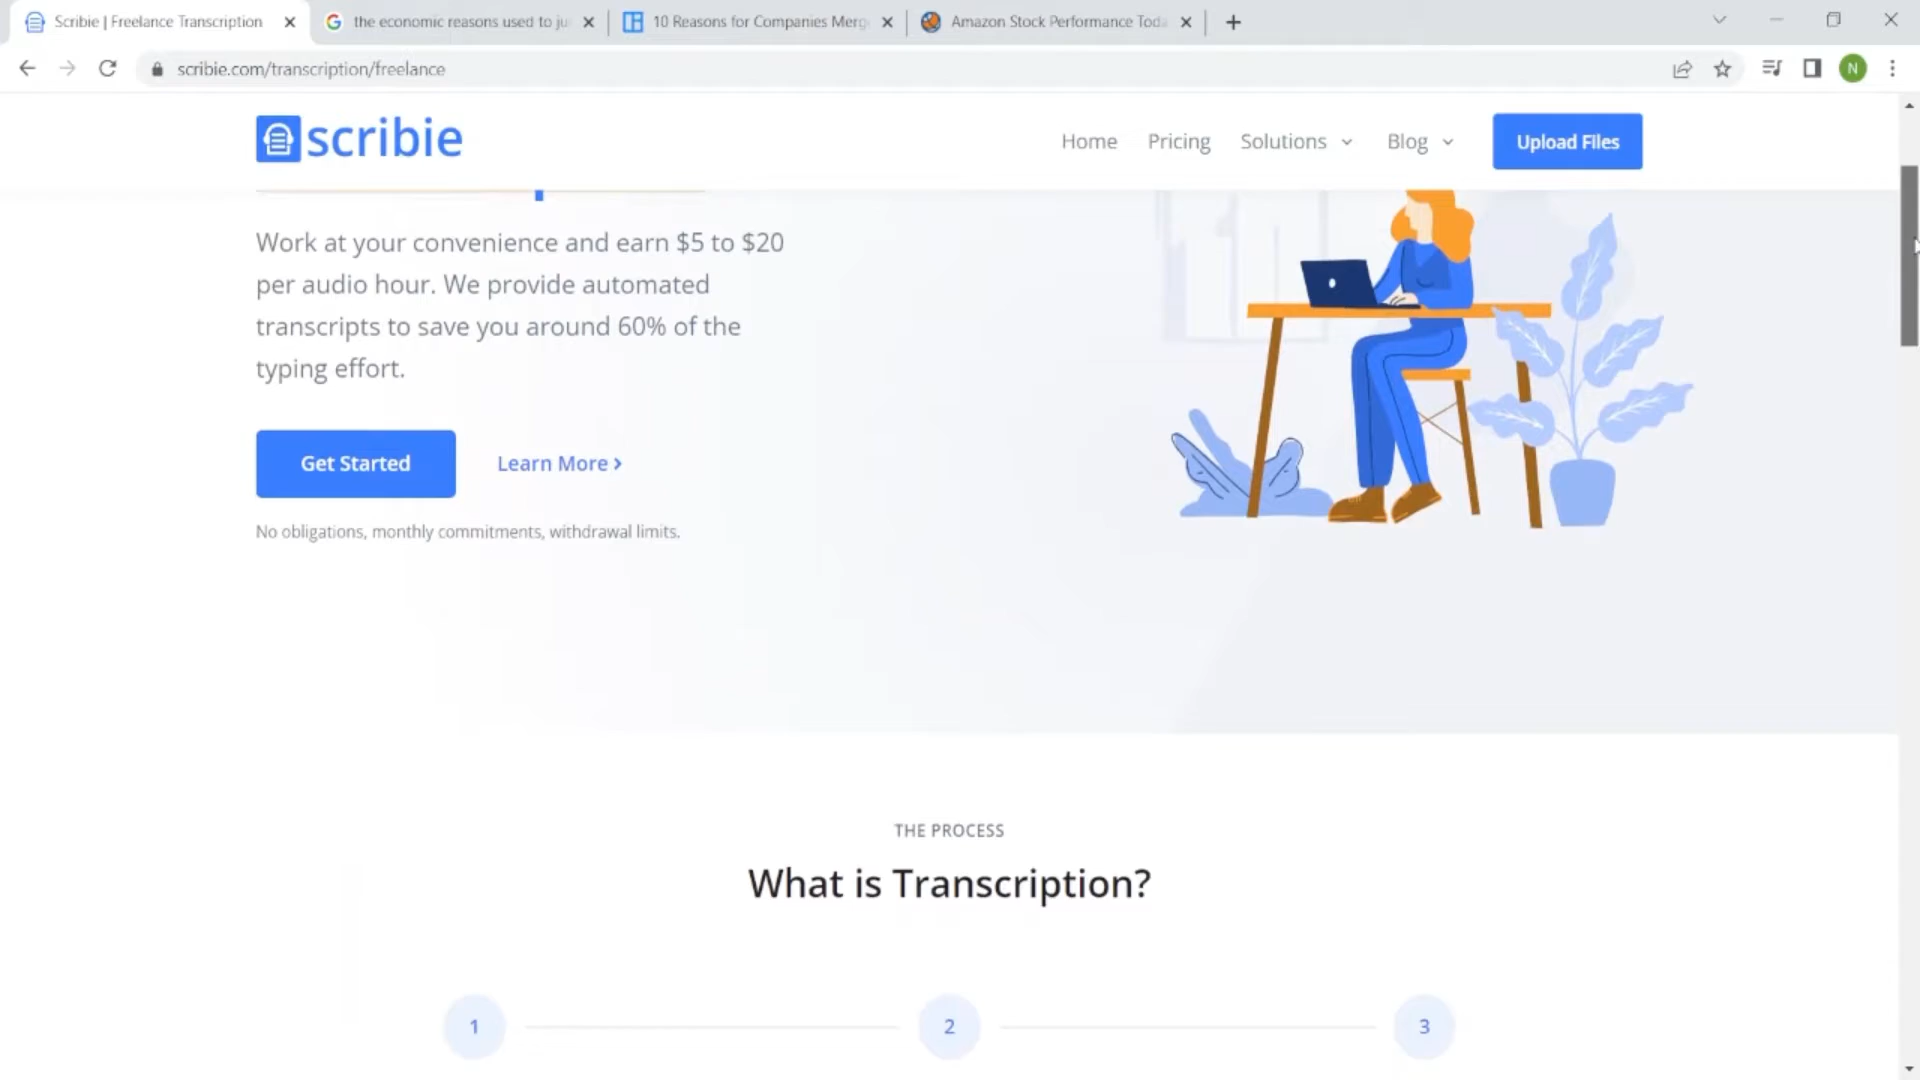 Scribie | Freelance Transcription
the economic reasons used to ju
10 Reasons for Companies Merg
Amazon Stock Performance Toda
scribie.com/transcription/freelance
N
scribie
Home
Pricing
Solutions
Blog
Upload Files
Work at your convenience and earn $5 to $20
per audio hour. We provide automated
transcripts to save you around 60% of the
typing effort.
Get Started
Learn More
No obligations, monthly commitments, withdrawal limits.
THE PROCESS
What is Transcription?
1
2
3